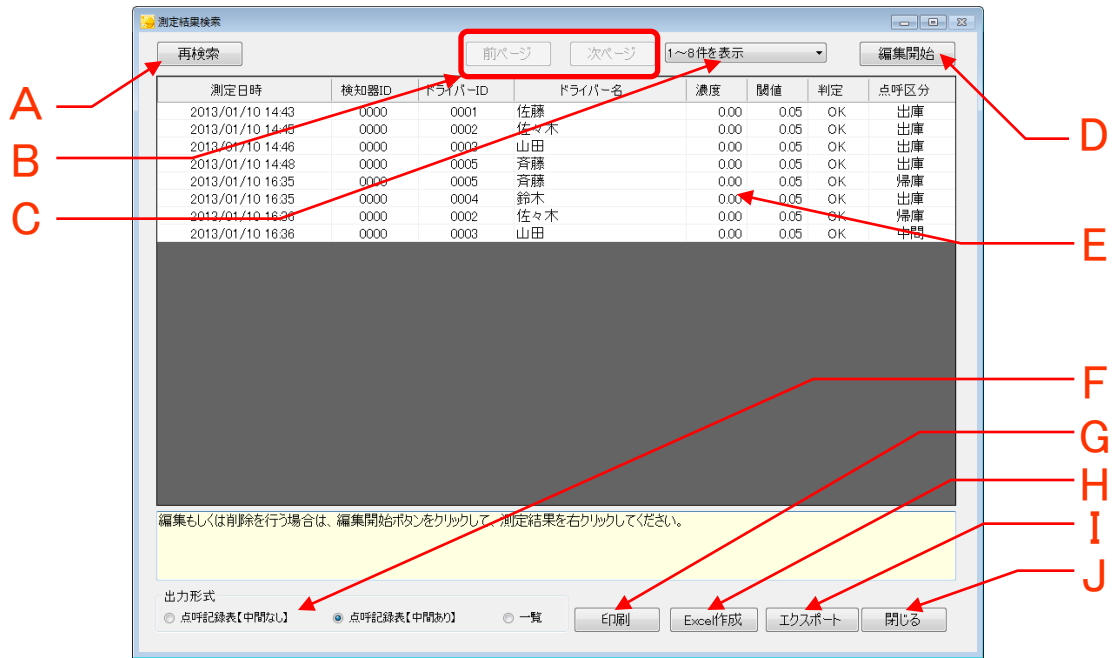 測定結果検索
再検索 前ページ 次ページ 1～8件を表示 編集開始
測定日時 検知器ID ドライバーID ドライバー名 濃度 閾値 判定 点呼区分
2013/01/10 14:43 0000 0001 佐藤 0.00 0.05 OK 出庫
2013/01/10 14:45 0000 0002 佐々木 0.00 0.05 OK 出庫
2013/01/10 14:46 0000 0003 山田 0.00 0.05 OK 出庫
2013/01/10 14:48 0000 0005 斉藤 0.00 0.05 OK 出庫
2013/01/10 16:35 0000 0005 斉藤 0.00 0.05 OK 帰庫
2013/01/10 16:35 0000 0004 鈴木 0.00 0.05 OK 出庫
2013/01/10 16:36 0000 0002 佐々木 0.00 0.05 OK 帰庫
2013/01/10 16:36 0000 0003 山田 0.00 0.05 OK 中間
編集もしくは削除を行う場合は、編集開始ボタンをクリックして、測定結果を右クリックしてください。
出力形式
点呼記録表【中間なし】 点呼記録表【中間あり】 一覧 印刷 Excel作成 エクスポート 閉じる
A
B
C
D
E
F
G
H
I
J